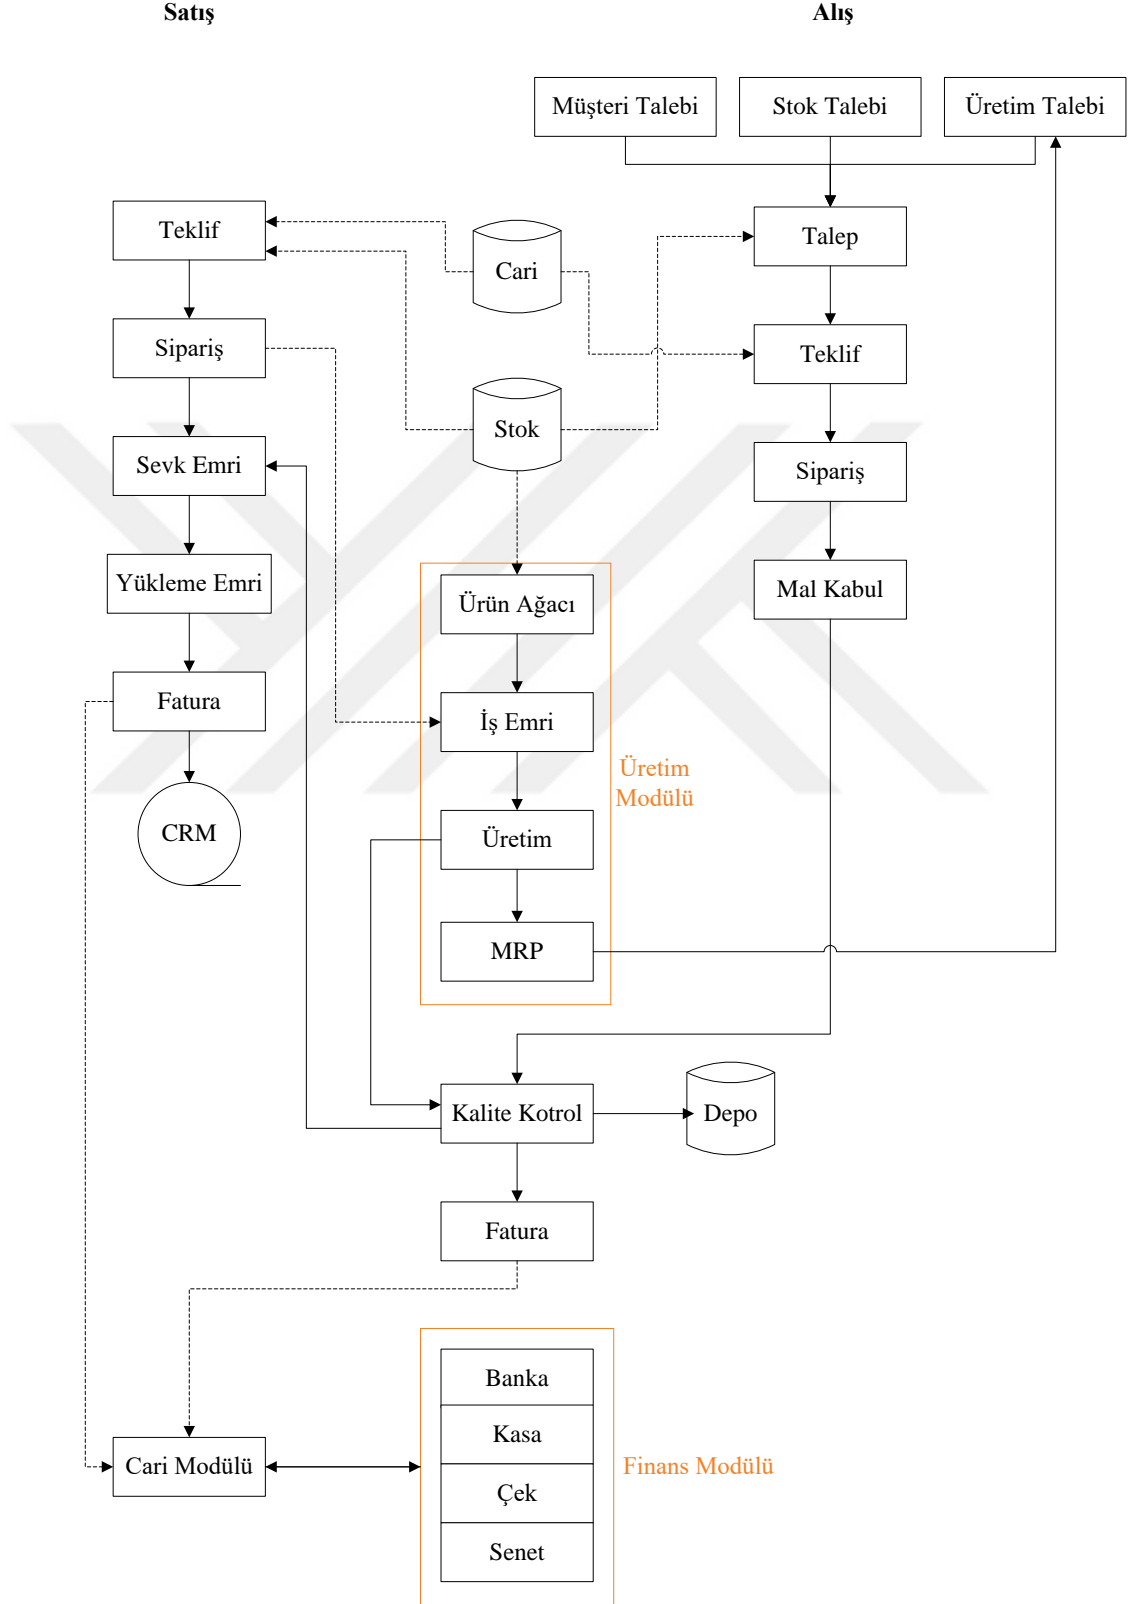 Satış
Alış
Müşteri Talebi
Stok Talebi
Üretim Talebi
Teklif
Cari
Talep
Sipariş
Teklif
Stok
Sevk Emri
Sipariş
Yükleme Emri
Ürün Ağacı
Mal Kabul
Fatura
İş Emri
Üretim
Modülü
CRM
Üretim
MRP
Kalite Kotrol
Depo
Fatura
Banka
Kasa
Cari Modülü
Finans Modülü
Çek
Senet